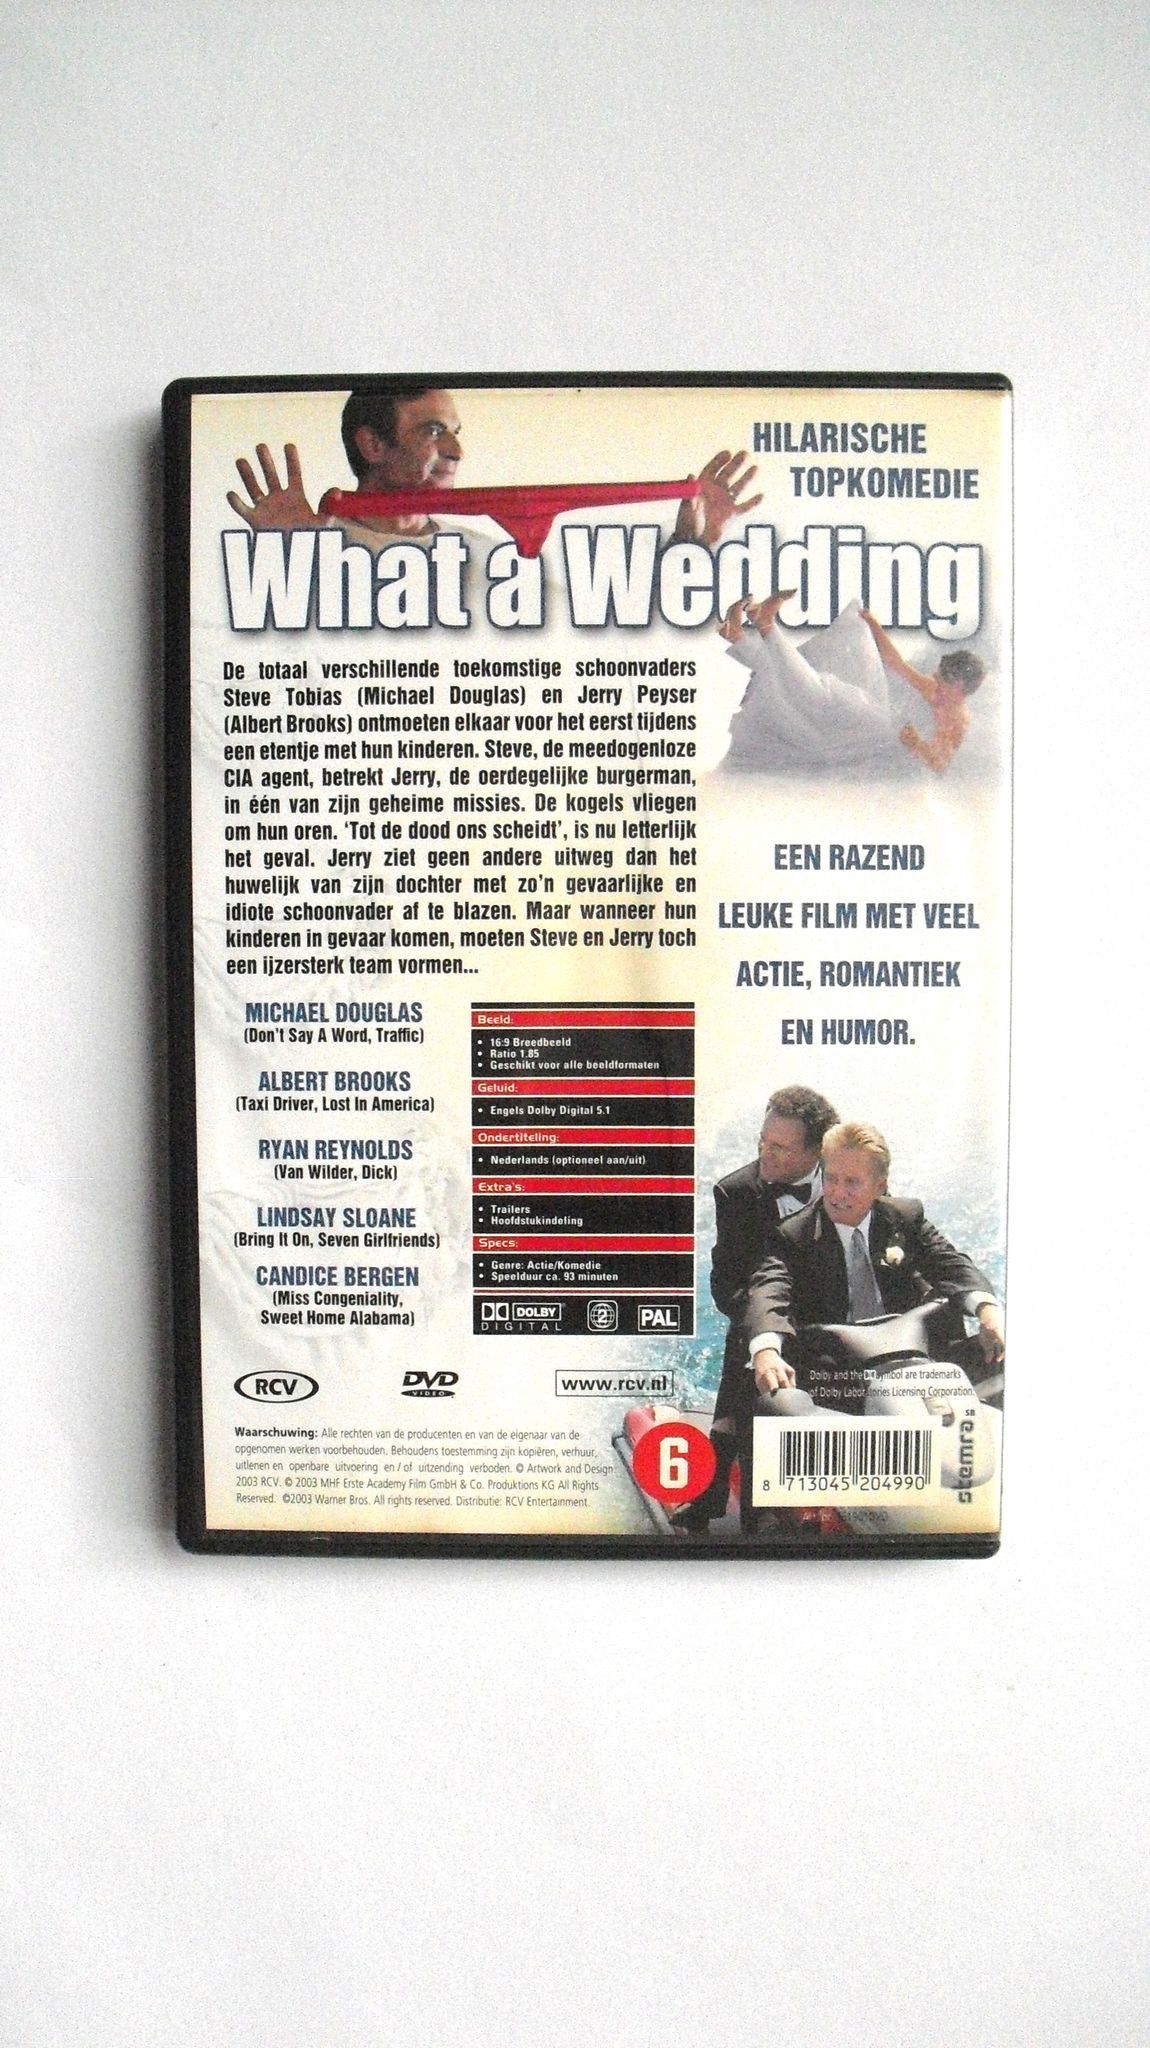 HILARISCHE
TOPKOMEDIE
What a Wedding
De totaal verschillende toekomstige schoonvaders
Steve Tobias (Michael Douglas) en Jerry Peyser
(Albert Brooks) ontmoeten elkaar voor het eerst tijdens
een etentje met hun kinderen. Steve, de meedogenloze
CIA agent, betrekt Jerry, de oerdegelijke burgerman,
in één van zijn geheime missies. De kogels vliegen
om hun oren. ‘Tot de dood ons scheidt’, is nu letterlijk
het geval. Jerry ziet geen andere uitweg dan het
huwelijk van zijn dochter met zo’n gevaarlijke en
idiote schoonvader af te blazen. Maar wanneer hun
kinderen in gevaar komen, moeten Steve en Jerry toch
een ijzersterk team vormen...
EEN RAZEND
LEUKE FILM MET VEEL
ACTIE, ROMANTIEK
EN HUMOR.
MICHAEL DOUGLAS
(Don't Say A Word, Traffic)
ALBERT BROOKS
(Taxi Driver, Lost In America)
RYAN REYNOLDS
(Van Wilder, Dick)
LINDSAY SLOANE
(Bring It On, Seven Girlfriends)
CANDICE BERGEN
(Miss Congeniality,
Sweet Home Alabama)
Beeld:
• 16:9 Breedbeeld
• Ratio 1.85
• Geschikt voor alle beeldformaten
Geluid:
• Engels Dolby Digital 5.1
Ondertiteling:
• Nederlands (optioneel aan/uit)
Extra's:
• Trailers
• Hoofdstukindeling
Specs:
• Genre: Actie/Komedie
• Speelduur ca. 93 minuten
DOLBY
DIGITAL
2
PAL
RCV
DVD
VIDEO
www.rcv.nl
Dolby and the symbol are trademarks
of Dolby Laboratories Licensing Corporation.
Waarschuwing: Alle rechten van de producenten en van de eigenaar van de
opgenomen werken voorbehouden. Behoudens toestemming zijn kopiëren, verhuur,
uitlenen en openbare uitvoering en/of uitzending verboden. © Artwork and Design:
2003 RCV. © 2003 MHF Erste Academy Film GmbH & Co. Produktions KG All Rights
Reserved. ©2003 Warner Bros. All rights reserved. Distributie: RCV Entertainment.
6
8 713045 204990
SB
stemra